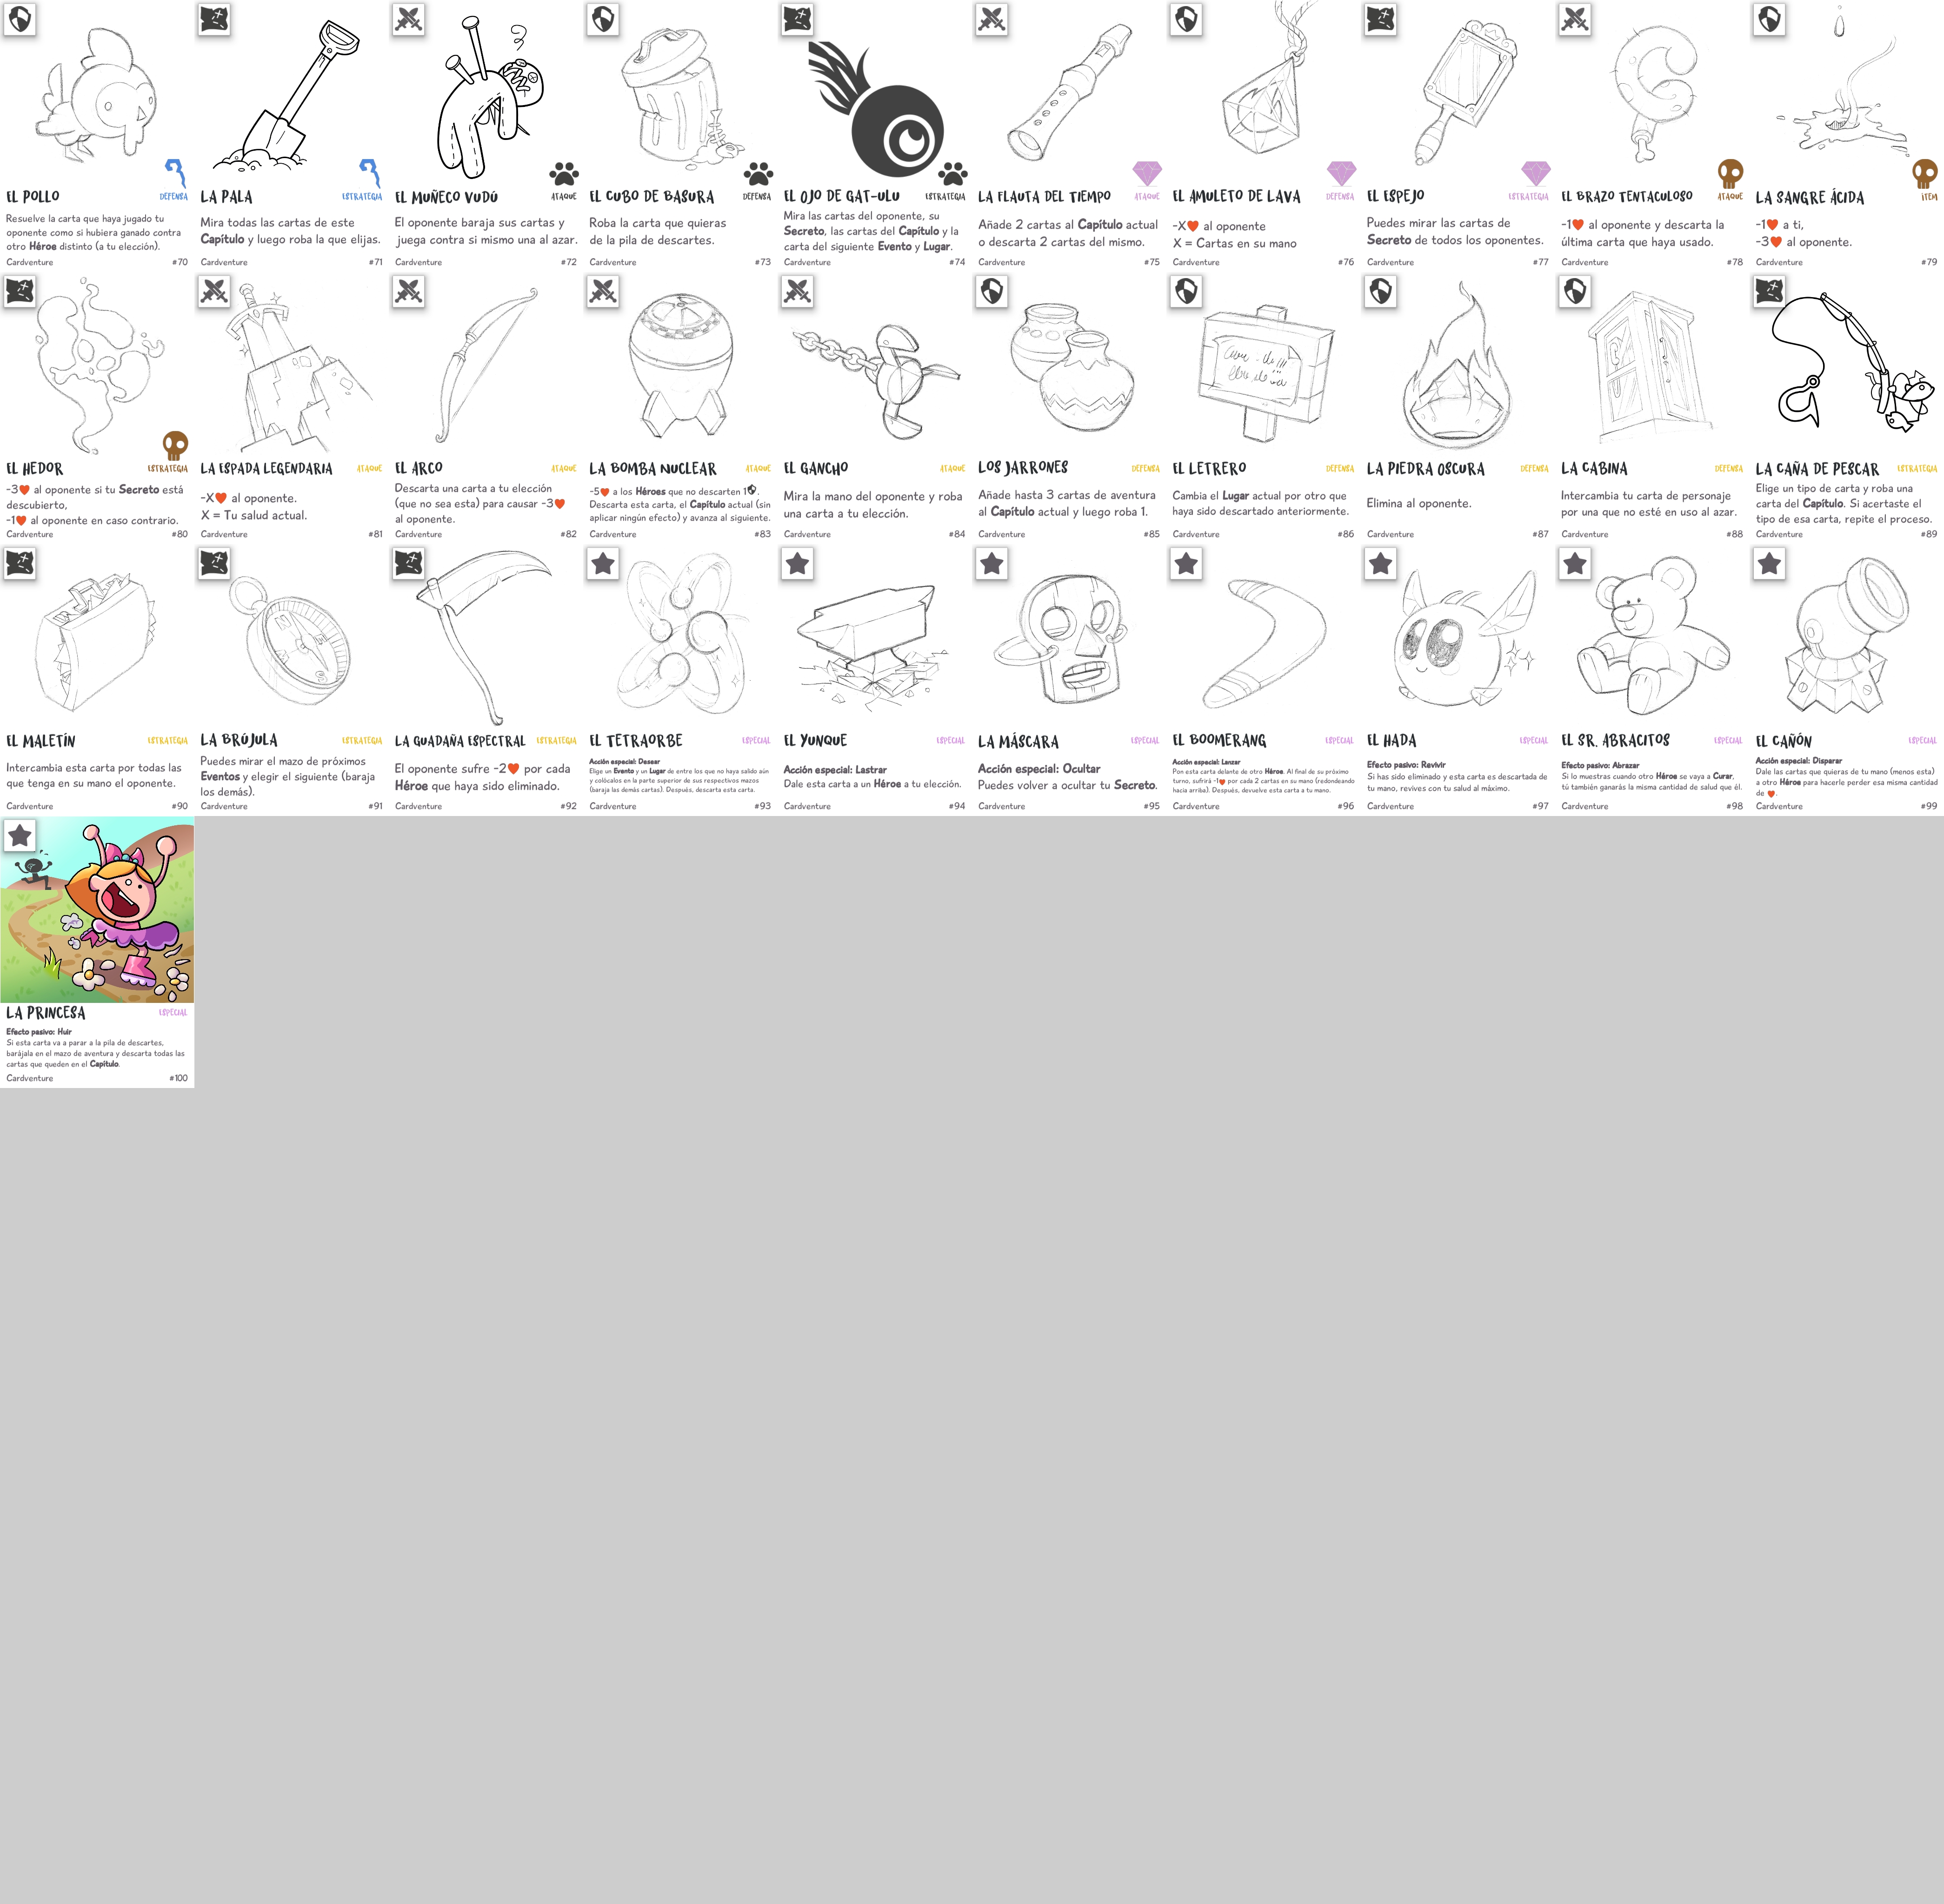 EL POLLO DEFENSA
Resuelve la carta que haya jugado tu
oponente como si hubiera ganado contra
otro Héroe distinto (a tu elección).
Cardventure #70
LA PALA ESTRATEGIA
Mira todas las cartas de este
Capítulo y luego roba la que elijas.
Cardventure #71
EL MUÑECO VUDÚ ATAQUE
El oponente baraja sus cartas y
juega contra si mismo una al azar.
Cardventure #72
EL CUBO DE BASURA DEFENSA
Roba la carta que quieras
de la pila de descartes.
Cardventure #73
EL OJO DE GAT-ULU ESTRATEGIA
Mira las cartas del oponente, su
Secreto, las cartas del Capítulo y la
carta del siguiente Evento y Lugar.
Cardventure #74
LA FLAUTA DEL TIEMPO ATAQUE
Añade 2 cartas al Capítulo actual
o descarta 2 cartas del mismo.
Cardventure #75
EL AMULETO DE LAVA DEFENSA
-X❤ al oponente
X = Cartas en su mano
Cardventure #76
EL ESPEJO ESTRATEGIA
Puedes mirar las cartas de
Secreto de todos los oponentes.
Cardventure #77
EL BRAZO TENTACULOSO ATAQUE
-1❤ al oponente y descarta la
última carta que haya usado.
Cardventure #78
LA SANGRE ÁCIDA ÍTEM
-1❤ a ti,
-3❤ al oponente.
Cardventure #79
EL HEDOR ESTRATEGIA
-3❤ al oponente si tu Secreto está
descubierto,
-1❤ al oponente en caso contrario.
Cardventure #80
LA ESPADA LEGENDARIA ATAQUE
-X❤ al oponente.
X = Tu salud actual.
Cardventure #81
EL ARCO ATAQUE
Descarta una carta a tu elección
(que no sea esta) para causar -3❤
al oponente.
Cardventure #82
LA BOMBA NUCLEAR ATAQUE
-5❤ a los Héroes que no descarten 1.
Descarta esta carta, el Capítulo actual (sin
aplicar ningún efecto) y avanza al siguiente.
Cardventure #83
EL GANCHO ATAQUE
Mira la mano del oponente y roba
una carta a tu elección.
Cardventure #84
LOS JARRONES DEFENSA
Añade hasta 3 cartas de aventura
al Capítulo actual y luego roba 1.
Cardventure #85
EL LETRERO DEFENSA
Cambia el Lugar actual por otro que
haya sido descartado anteriormente.
Cardventure #86
LA PIEDRA OSCURA DEFENSA
Elimina al oponente.
Cardventure #87
LA CABINA DEFENSA
Intercambia tu carta de personaje
por una que no esté en uso al azar.
Cardventure #88
LA CAÑA DE PESCAR ESTRATEGIA
Elige un tipo de carta y roba una
carta del Capítulo. Si acertaste el
tipo de esa carta, repite el proceso.
Cardventure #89
EL MALETÍN ESTRATEGIA
Intercambia esta carta por todas las
que tenga en su mano el oponente.
Cardventure #90
LA BRÚJULA ESTRATEGIA
Puedes mirar el mazo de próximos
Eventos y elegir el siguiente (baraja
los demás).
Cardventure #91
LA GUADAÑA ESPECTRAL ESTRATEGIA
El oponente sufre -2❤ por cada
Héroe que haya sido eliminado.
Cardventure #92
EL TETRAORBE ESPECIAL
Acción especial: Desear
Elige un Evento y un Lugar de entre los que no haya salido aún
y colócalos en la parte superior de sus respectivos mazos
(baraja las demás cartas). Después, descarta esta carta.
Cardventure #93
EL YUNQUE ESPECIAL
Acción especial: Lastrar
Dale esta carta a un Héroe a tu elección.
Cardventure #94
LA MÁSCARA ESPECIAL
Acción especial: Ocultar
Puedes volver a ocultar tu Secreto.
Cardventure #95
EL BOOMERANG ESPECIAL
Acción especial: Lanzar
Pon esta carta delante de otro Héroe. Al final de su próximo
turno, sufrirá -1❤ por cada 2 cartas en su mano (redondeando
hacia arriba). Después, devuelve esta carta a tu mano.
Cardventure #96
EL HADA ESPECIAL
Efecto pasivo: Revivir
Si has sido eliminado y esta carta es descartada de
tu mano, revives con tu salud al máximo.
Cardventure #97
EL SR. ABRACITOS ESPECIAL
Efecto pasivo: Abrazar
Si lo muestras cuando otro Héroe se vaya a Curar,
tú también ganarás la misma cantidad de salud que él.
Cardventure #98
EL CAÑÓN ESPECIAL
Acción especial: Disparar
Dale las cartas que quieras de tu mano (menos esta)
a otro Héroe para hacerle perder esa misma cantidad
de ❤.
Cardventure #99
LA PRINCESA ESPECIAL
Efecto pasivo: Huir
Si esta carta va a parar a la pila de descartes,
barájala en el mazo de aventura y descarta todas las
cartas que queden en el Capítulo.
Cardventure #100